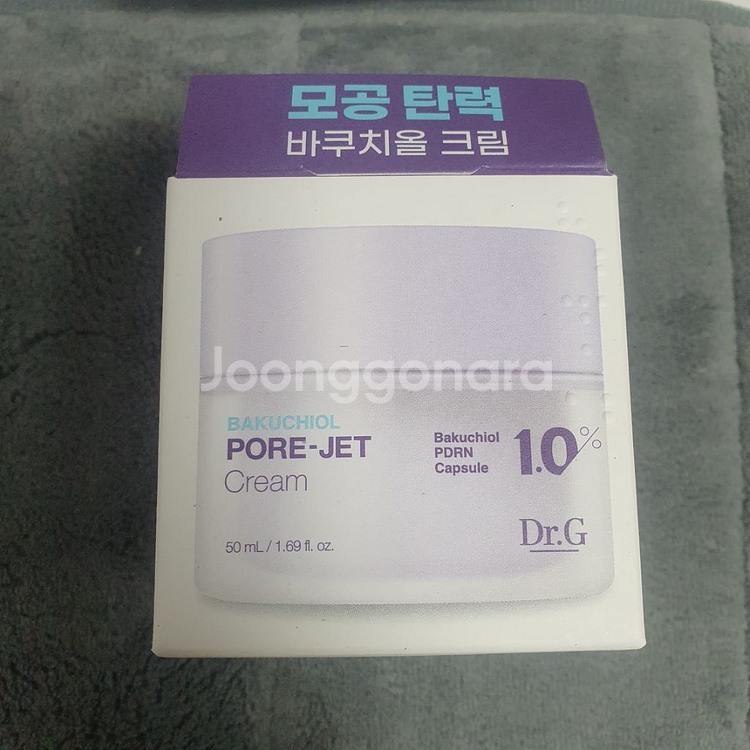 모공 탄력
바쿠치올 크림
Joonggonara
BAKUCHIOL
PORE-JET
Cream
Bakuchiol
PDRN
Capsule
1.0%
50 mL / 1.69 fl. oz.
Dr.G